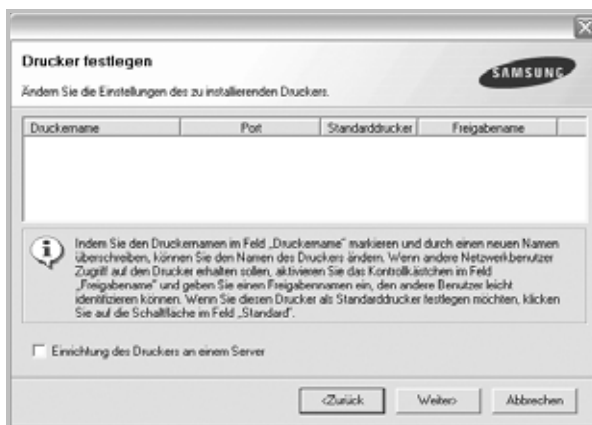 Drucker festlegen
SAMSUNG
Ändern Sie die Einstellungen des zu installierenden Druckers.
Druckername Port Standarddrucker Freigabename
Indem Sie den Druckernamen im Feld „Druckername" markieren und durch einen neuen Namen
überschreiben, können Sie den Namen des Druckers ändern. Wenn andere Netzwerkbenutzer
Zugriff auf den Drucker erhalten sollen, aktivieren Sie das Kontrollkästchen im Feld
„Freigabename" und geben Sie einen Freigabennamen ein, den andere Benutzer leicht
identifizieren können. Wenn Sie diesen Drucker als Standarddrucker festlegen möchten, klicken
Sie auf die Schaltfläche im Feld „Standard".
Einrichtung des Druckers an einem Server
<Zurück Weiter> Abbrechen